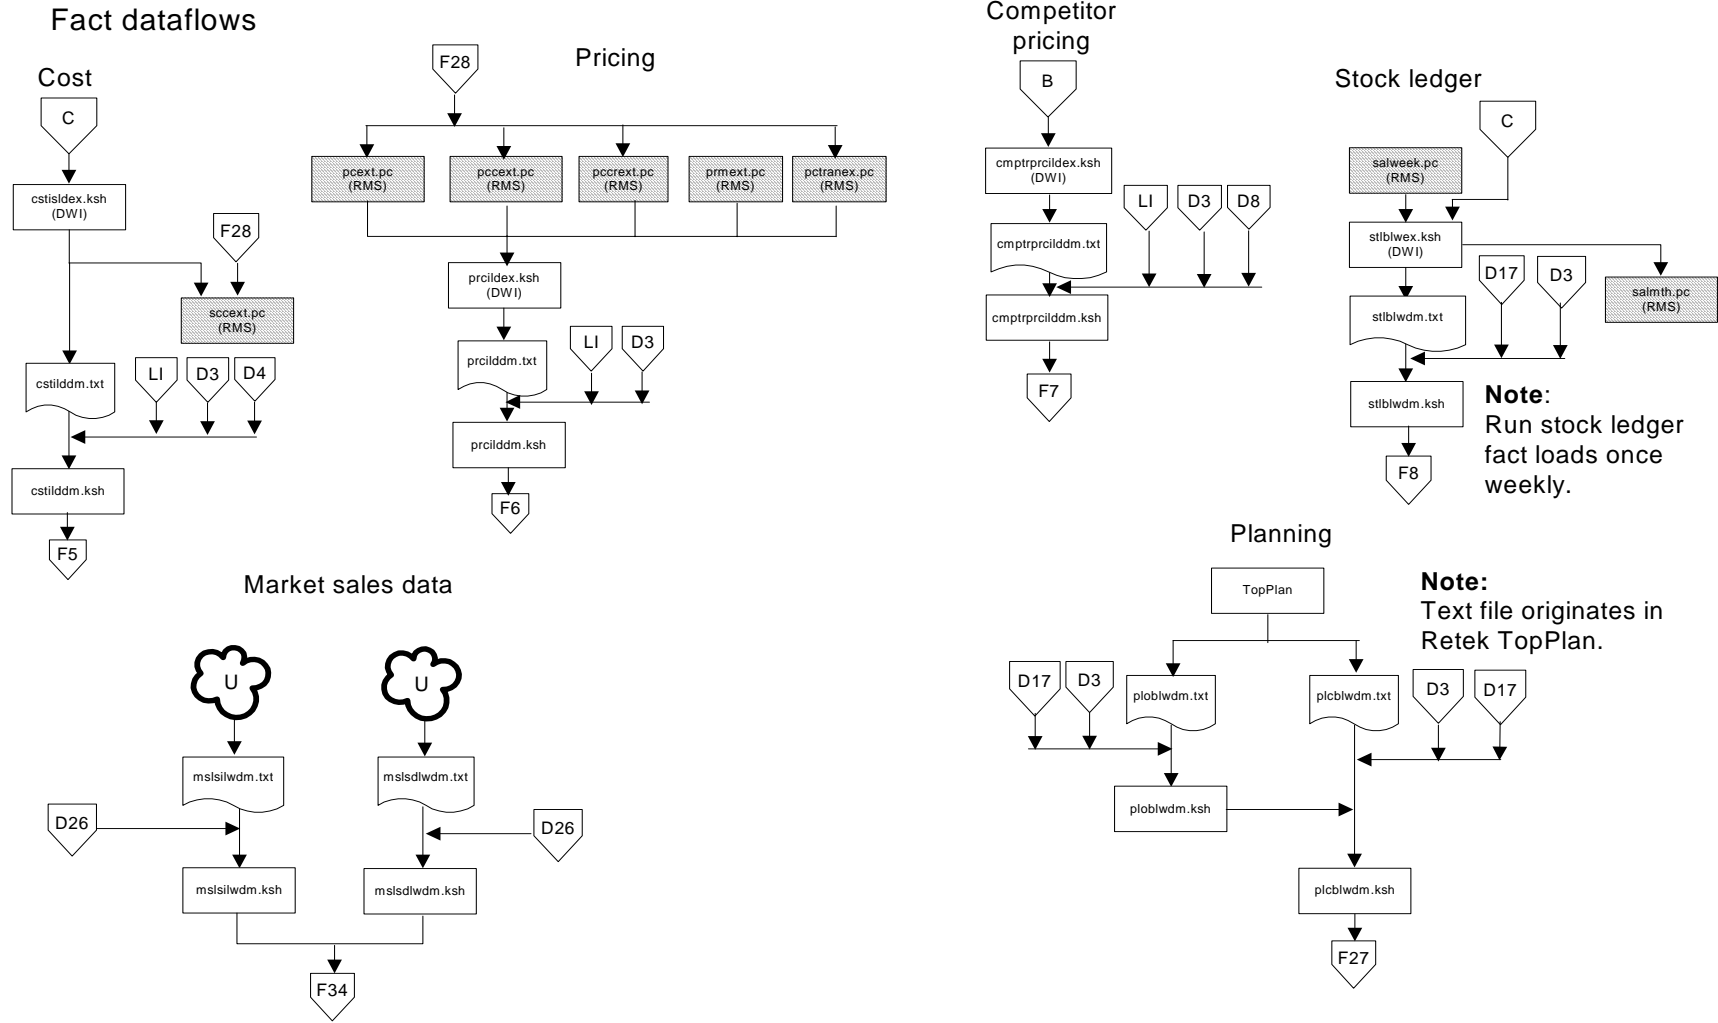 Fact dataflows
Cost
C
cstisldex.ksh
(DWI)
F28
sccext.pc
(RMS)
cstilddm.txt
LI
D3
D4
cstilddm.ksh
F5
Pricing
F28
pcext.pc
(RMS)
pccext.pc
(RMS)
pccrext.pc
(RMS)
prmext.pc
(RMS)
pctranex.pc
(RMS)
prcildex.ksh
(DWI)
prcilddm.txt
LI
D3
prcilddm.ksh
F6
Competitor
pricing
B
cmptrprcildex.ksh
(DWI)
LI
D3
D8
cmptrprcilddm.txt
cmptrprcilddm.ksh
F7
Stock ledger
C
salweek.pc
(RMS)
stlblwex.ksh
(DWI)
D17
D3
salmth.pc
(RMS)
stlblwdm.txt
stlblwdm.ksh
F8
Note:
Run stock ledger
fact loads once
weekly.
Market sales data
U
U
mslsilwdm.txt
mslsdlwdm.txt
D26
D26
mslsilwdm.ksh
mslsdlwdm.ksh
F34
Planning
TopPlan
Note:
Text file originates in
Retek TopPlan.
D17
D3
ploblwdm.txt
plcblwdm.txt
D3
D17
ploblwdm.ksh
plcblwdm.ksh
F27